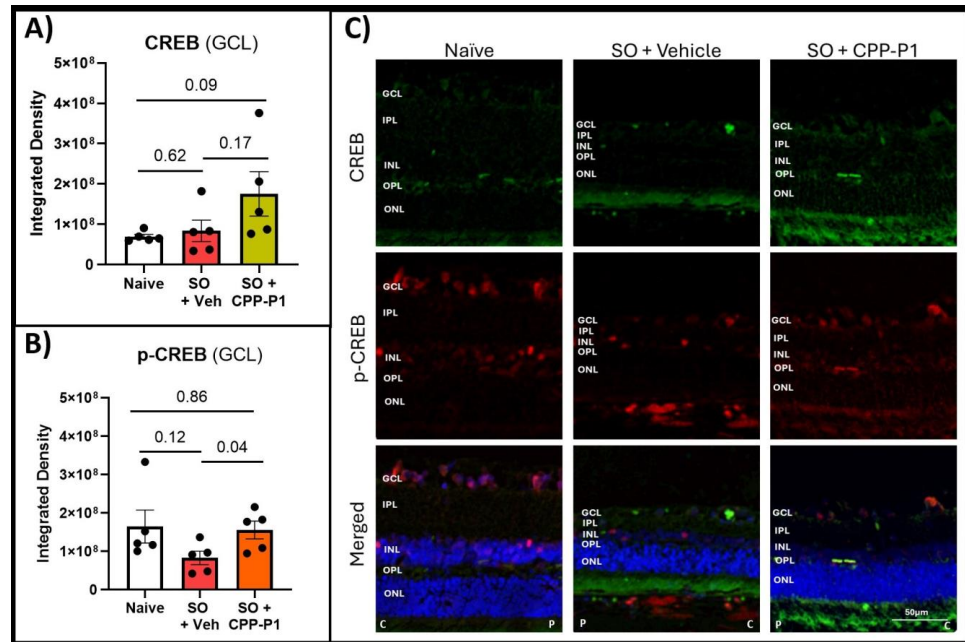 A)
CREB (GCL)
Integrated Density
5×10⁸
4×10⁸
3×10⁸
2×10⁸
1×10⁸
0
0.09
0.62
0.17
Naive
SO
+ Veh
SO +
CPP-P1
B)
p-CREB (GCL)
Integrated Density
5×10⁸
4×10⁸
3×10⁸
2×10⁸
1×10⁸
0
0.86
0.12
0.04
Naive
SO
+ Veh
SO +
CPP-P1
C)
Naïve
SO + Vehicle
SO + CPP-P1
CREB
GCL
IPL
INL
OPL
ONL
GCL
IPL
INL
OPL
ONL
GCL
IPL
INL
OPL
ONL
p-CREB
GCL
IPL
INL
OPL
ONL
GCL
IPL
INL
OPL
ONL
GCL
IPL
INL
OPL
ONL
Merged
GCL
IPL
INL
OPL
ONL
C
P
GCL
IPL
INL
OPL
ONL
P
C
GCL
IPL
INL
OPL
ONL
50µm
P
C